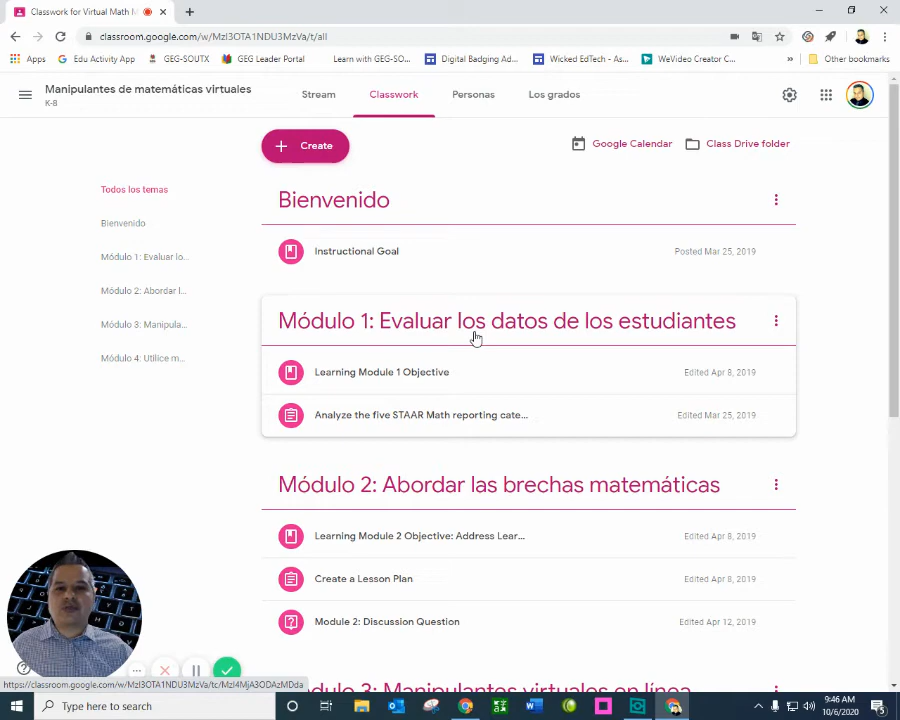 Classwork for Virtual Math M
classroom.google.com/w/MzI3OTA1NDU3MzVa/t/all
Apps
Edu Activity App
GEG-SOUTX
GEG Leader Portal
Learn with GEG-SO...
Digital Badging Ad...
Wicked EdTech - As...
WeVideo Creator C...
»
Other bookmarks
Manipulantes de matemáticas virtuales
K-8
Stream
Classwork
Personas
Los grados
+ Create
Google Calendar
Class Drive folder
Todos los temas
Bienvenido
Módulo 1: Evaluar lo...
Módulo 2: Abordar l...
Módulo 3: Manipula...
Módulo 4: Utilice m...
Bienvenido
Instructional Goal
Posted Mar 25, 2019
Módulo 1: Evaluar los datos de los estudiantes
Learning Module 1 Objective
Edited Apr 8, 2019
Analyze the five STAAR Math reporting cate...
Edited Mar 25, 2019
Módulo 2: Abordar las brechas matemáticas
Learning Module 2 Objective: Address Lear...
Edited Apr 8, 2019
Create a Lesson Plan
Edited Apr 8, 2019
Module 2: Discussion Question
Edited Apr 12, 2019
odulo 3: Manipulantes virtuales en línea
https://classroom.google.com/w/MzI3OTA1NDU3MzVa/tc/MzI4MjA3ODAzMDda
Type here to search
9:46 AM
10/6/2020
5